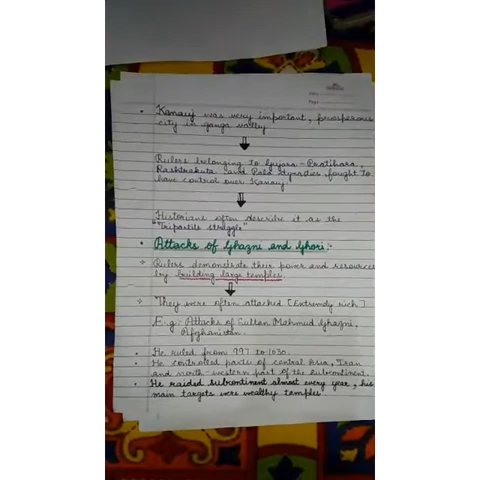 Kanauj was very important, prosperous
city in ganga valley
Rulers belonging to Gurjara-Pratihara,
Rashtrakuta and Pala dynasties fought to
have control over Kanauj.
Historians often describe it as the
"Tripartite struggle"
Attacks of Ghazni and Ghori:-
Rulers demonstrate their power and resources
by building large temples.
They were often attacked [Extremely rich]
E.g:- Attacks of Sultan Mahmud Ghazni,
Afghanistan.
He ruled from 997 to 1030.
He controlled parts of central Asia, Iran
and north-western part of the subcontinent.
He raided subcontinent almost every year, his
main targets were wealthy temples.